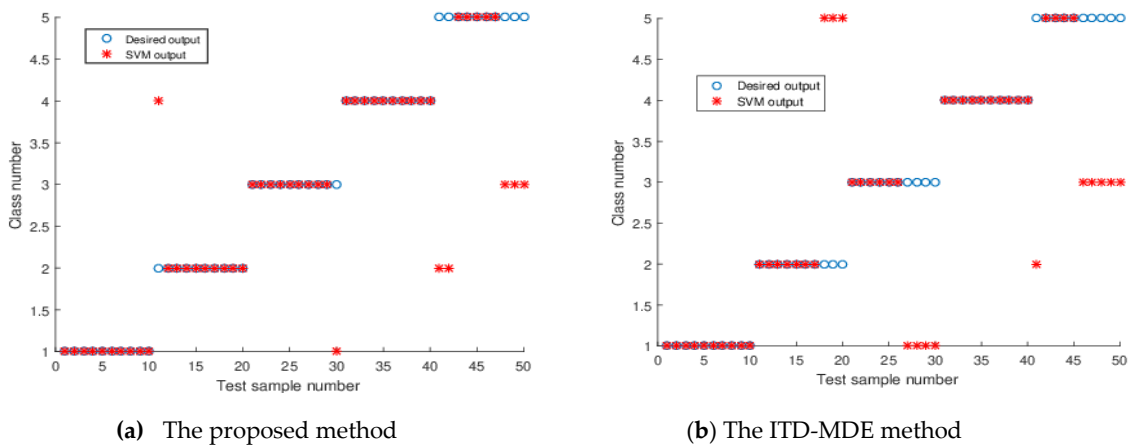 5
4.5
4
3.5
3
2.5
2
1.5
1
Class number
Desired output
SVM output
0 5 10 15 20 25 30 35 40 45 50
Test sample number
(a) The proposed method
5
4.5
4
3.5
3
2.5
2
1.5
1
Class number
Desired output
SVM output
0 5 10 15 20 25 30 35 40 45 50
Test sample number
(b) The ITD-MDE method